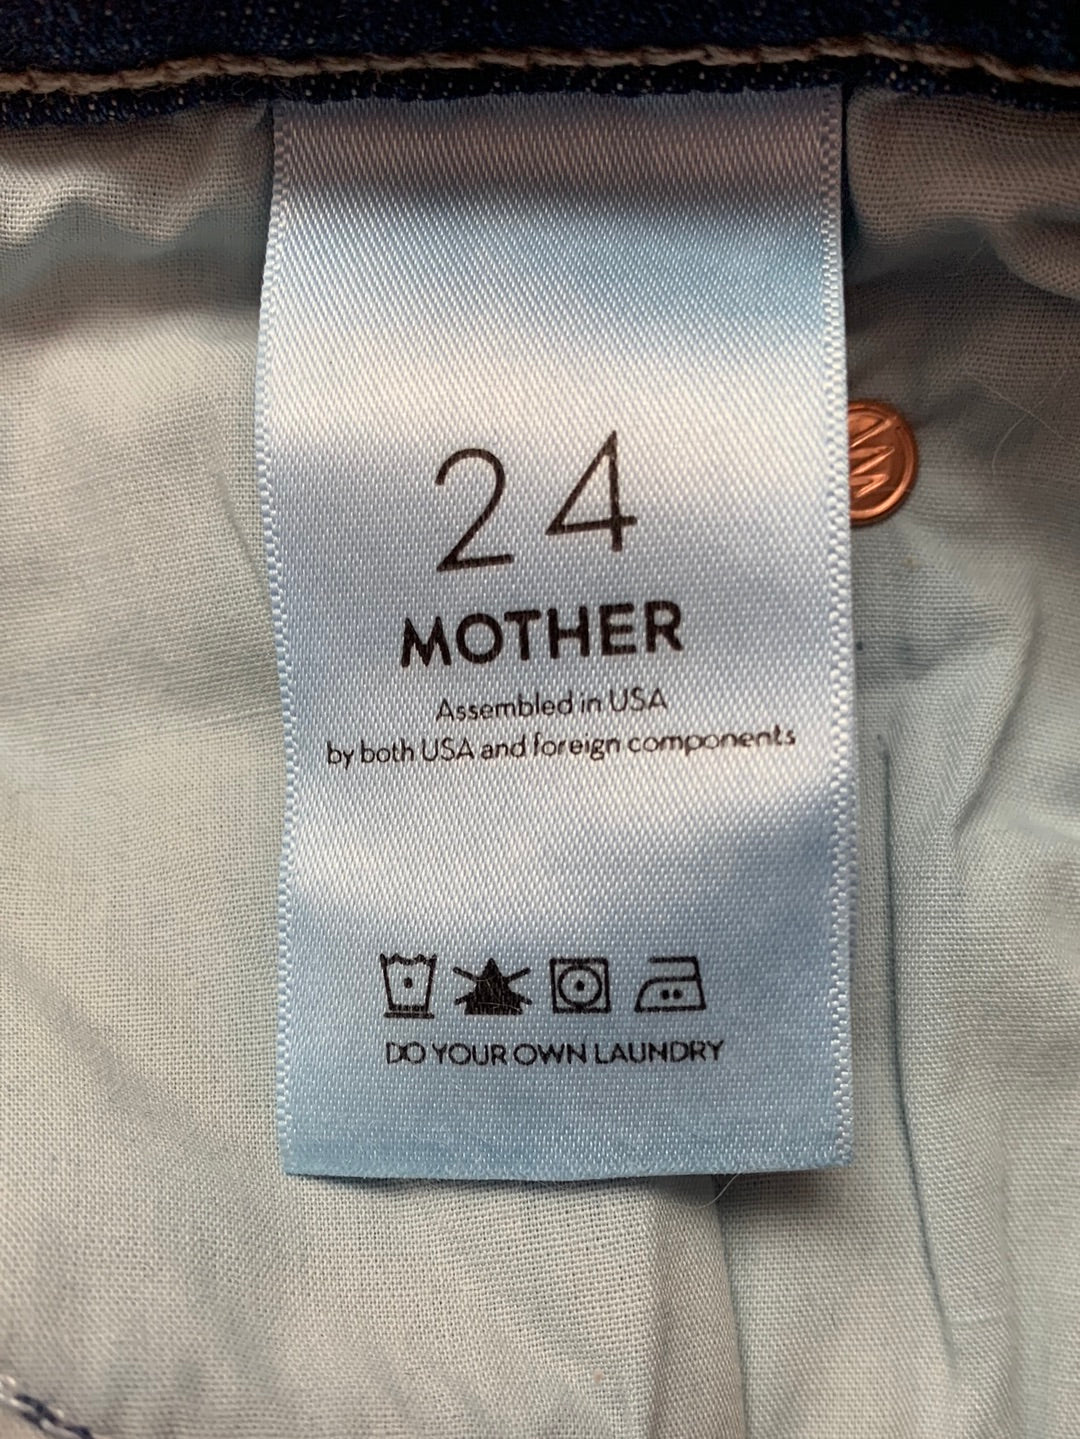 24
MOTHER
Assembled in USA
by both USA and foreign components
DO YOUR OWN LAUNDRY